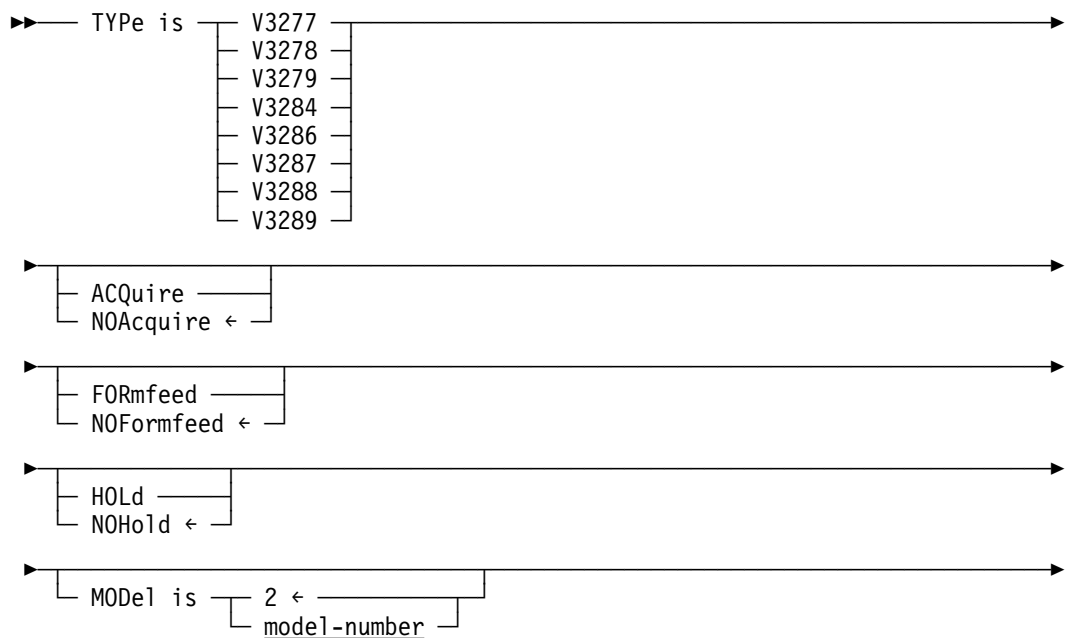 TYPe is V3277
V3278
V3279
V3284
V3286
V3287
V3288
V3289
ACQuire
NOAcquire ←
FORmfeed
NOFormfeed ←
HOLd
NOHold ←
MODel is 2 ←
model-number